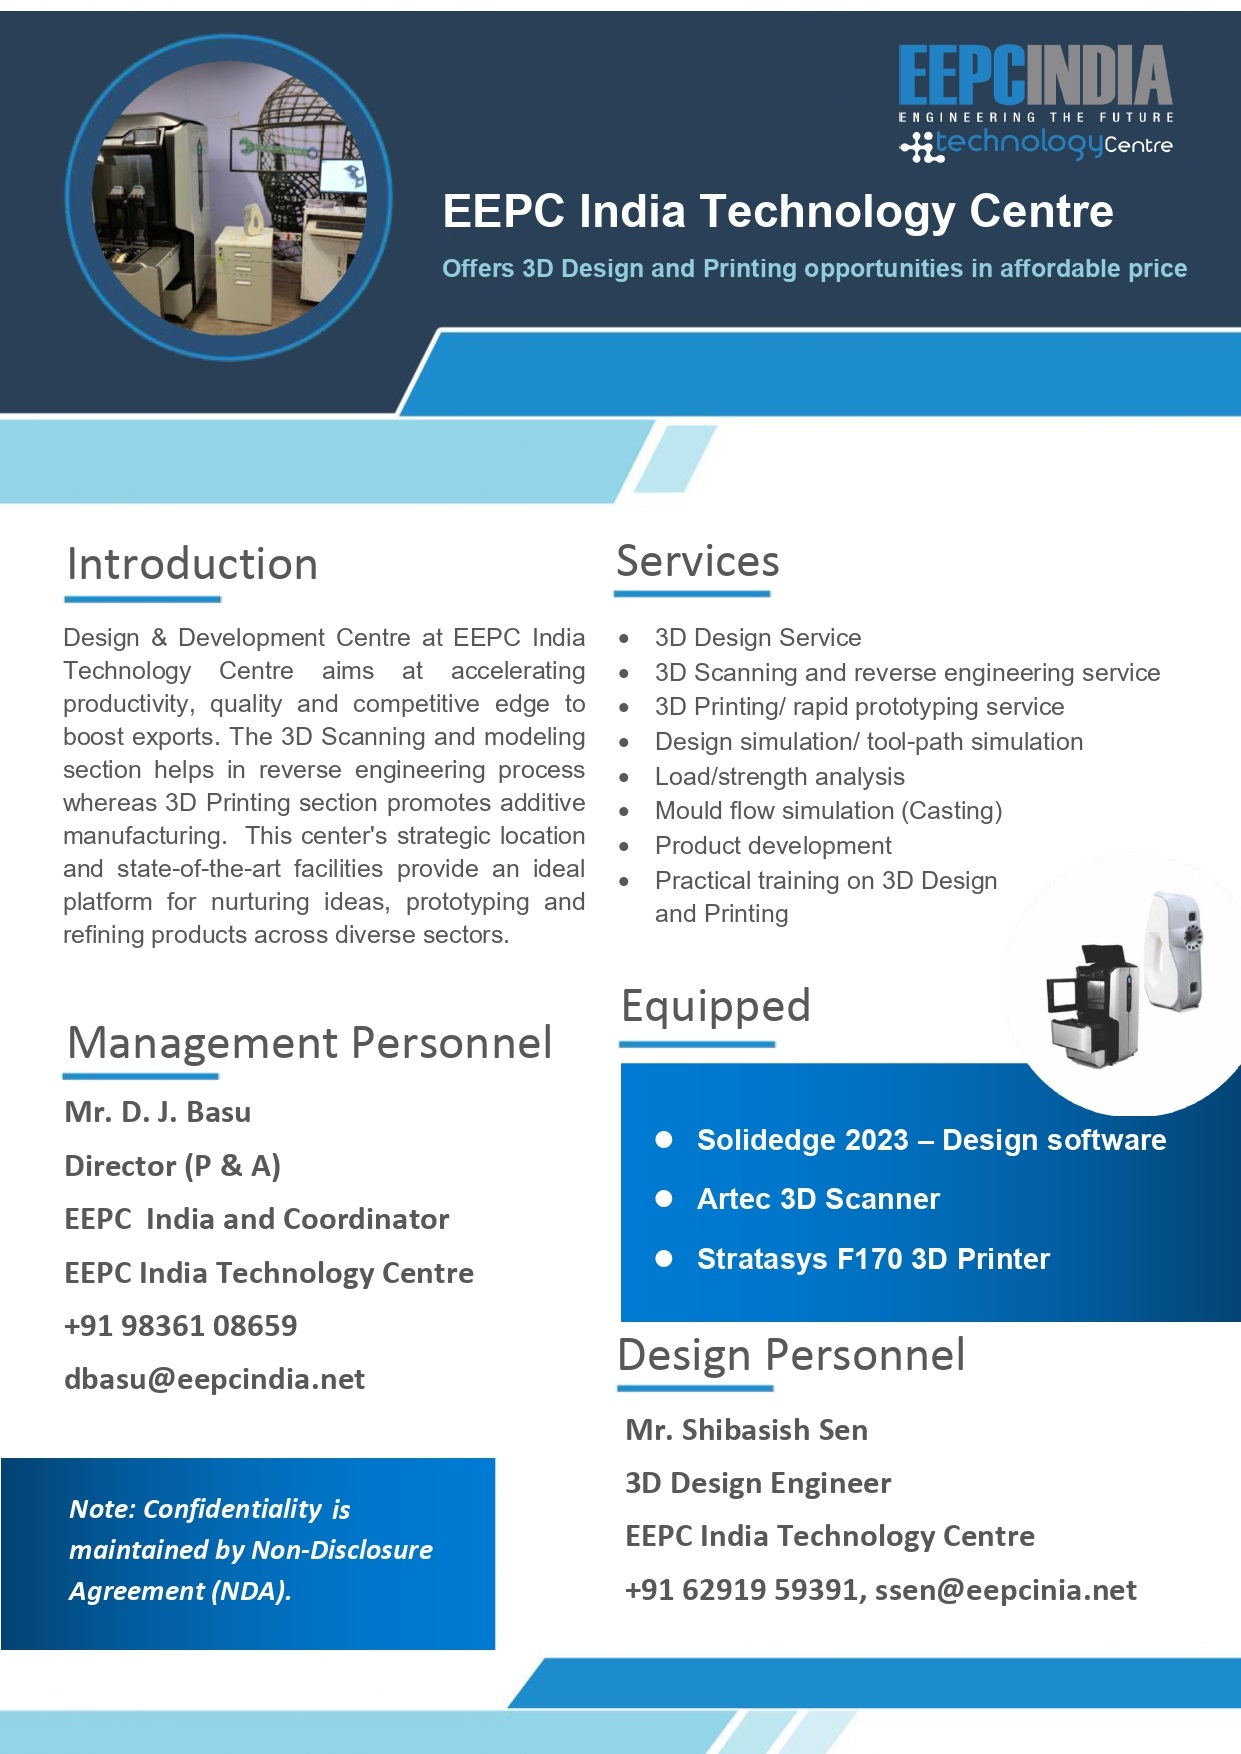 EEPCINDIA
ENGINEERING THE FUTURE
technologyCentre
EEPC India Technology Centre
Offers 3D Design and Printing opportunities in affordable price
Introduction
Design & Development Centre at EEPC India
Technology Centre aims at accelerating
productivity, quality and competitive edge to
boost exports. The 3D Scanning and modeling
section helps in reverse engineering process
whereas 3D Printing section promotes additive
manufacturing.  This center's strategic location
and state-of-the-art facilities provide an ideal
platform for nurturing ideas, prototyping and
refining products across diverse sectors.
Management Personnel
Mr. D. J. Basu
Director (P & A)
EEPC  India and Coordinator
EEPC India Technology Centre
+91 98361 08659
dbasu@eepcindia.net
Note: Confidentiality is
maintained by Non-Disclosure
Agreement (NDA).
Services
• 3D Design Service
• 3D Scanning and reverse engineering service
• 3D Printing/ rapid prototyping service
• Design simulation/ tool-path simulation
• Load/strength analysis
• Mould flow simulation (Casting)
• Product development
• Practical training on 3D Design
and Printing
Equipped
● Solidedge 2023 – Design software
● Artec 3D Scanner
● Stratasys F170 3D Printer
Design Personnel
Mr. Shibasish Sen
3D Design Engineer
EEPC India Technology Centre
+91 62919 59391, ssen@eepcinia.net